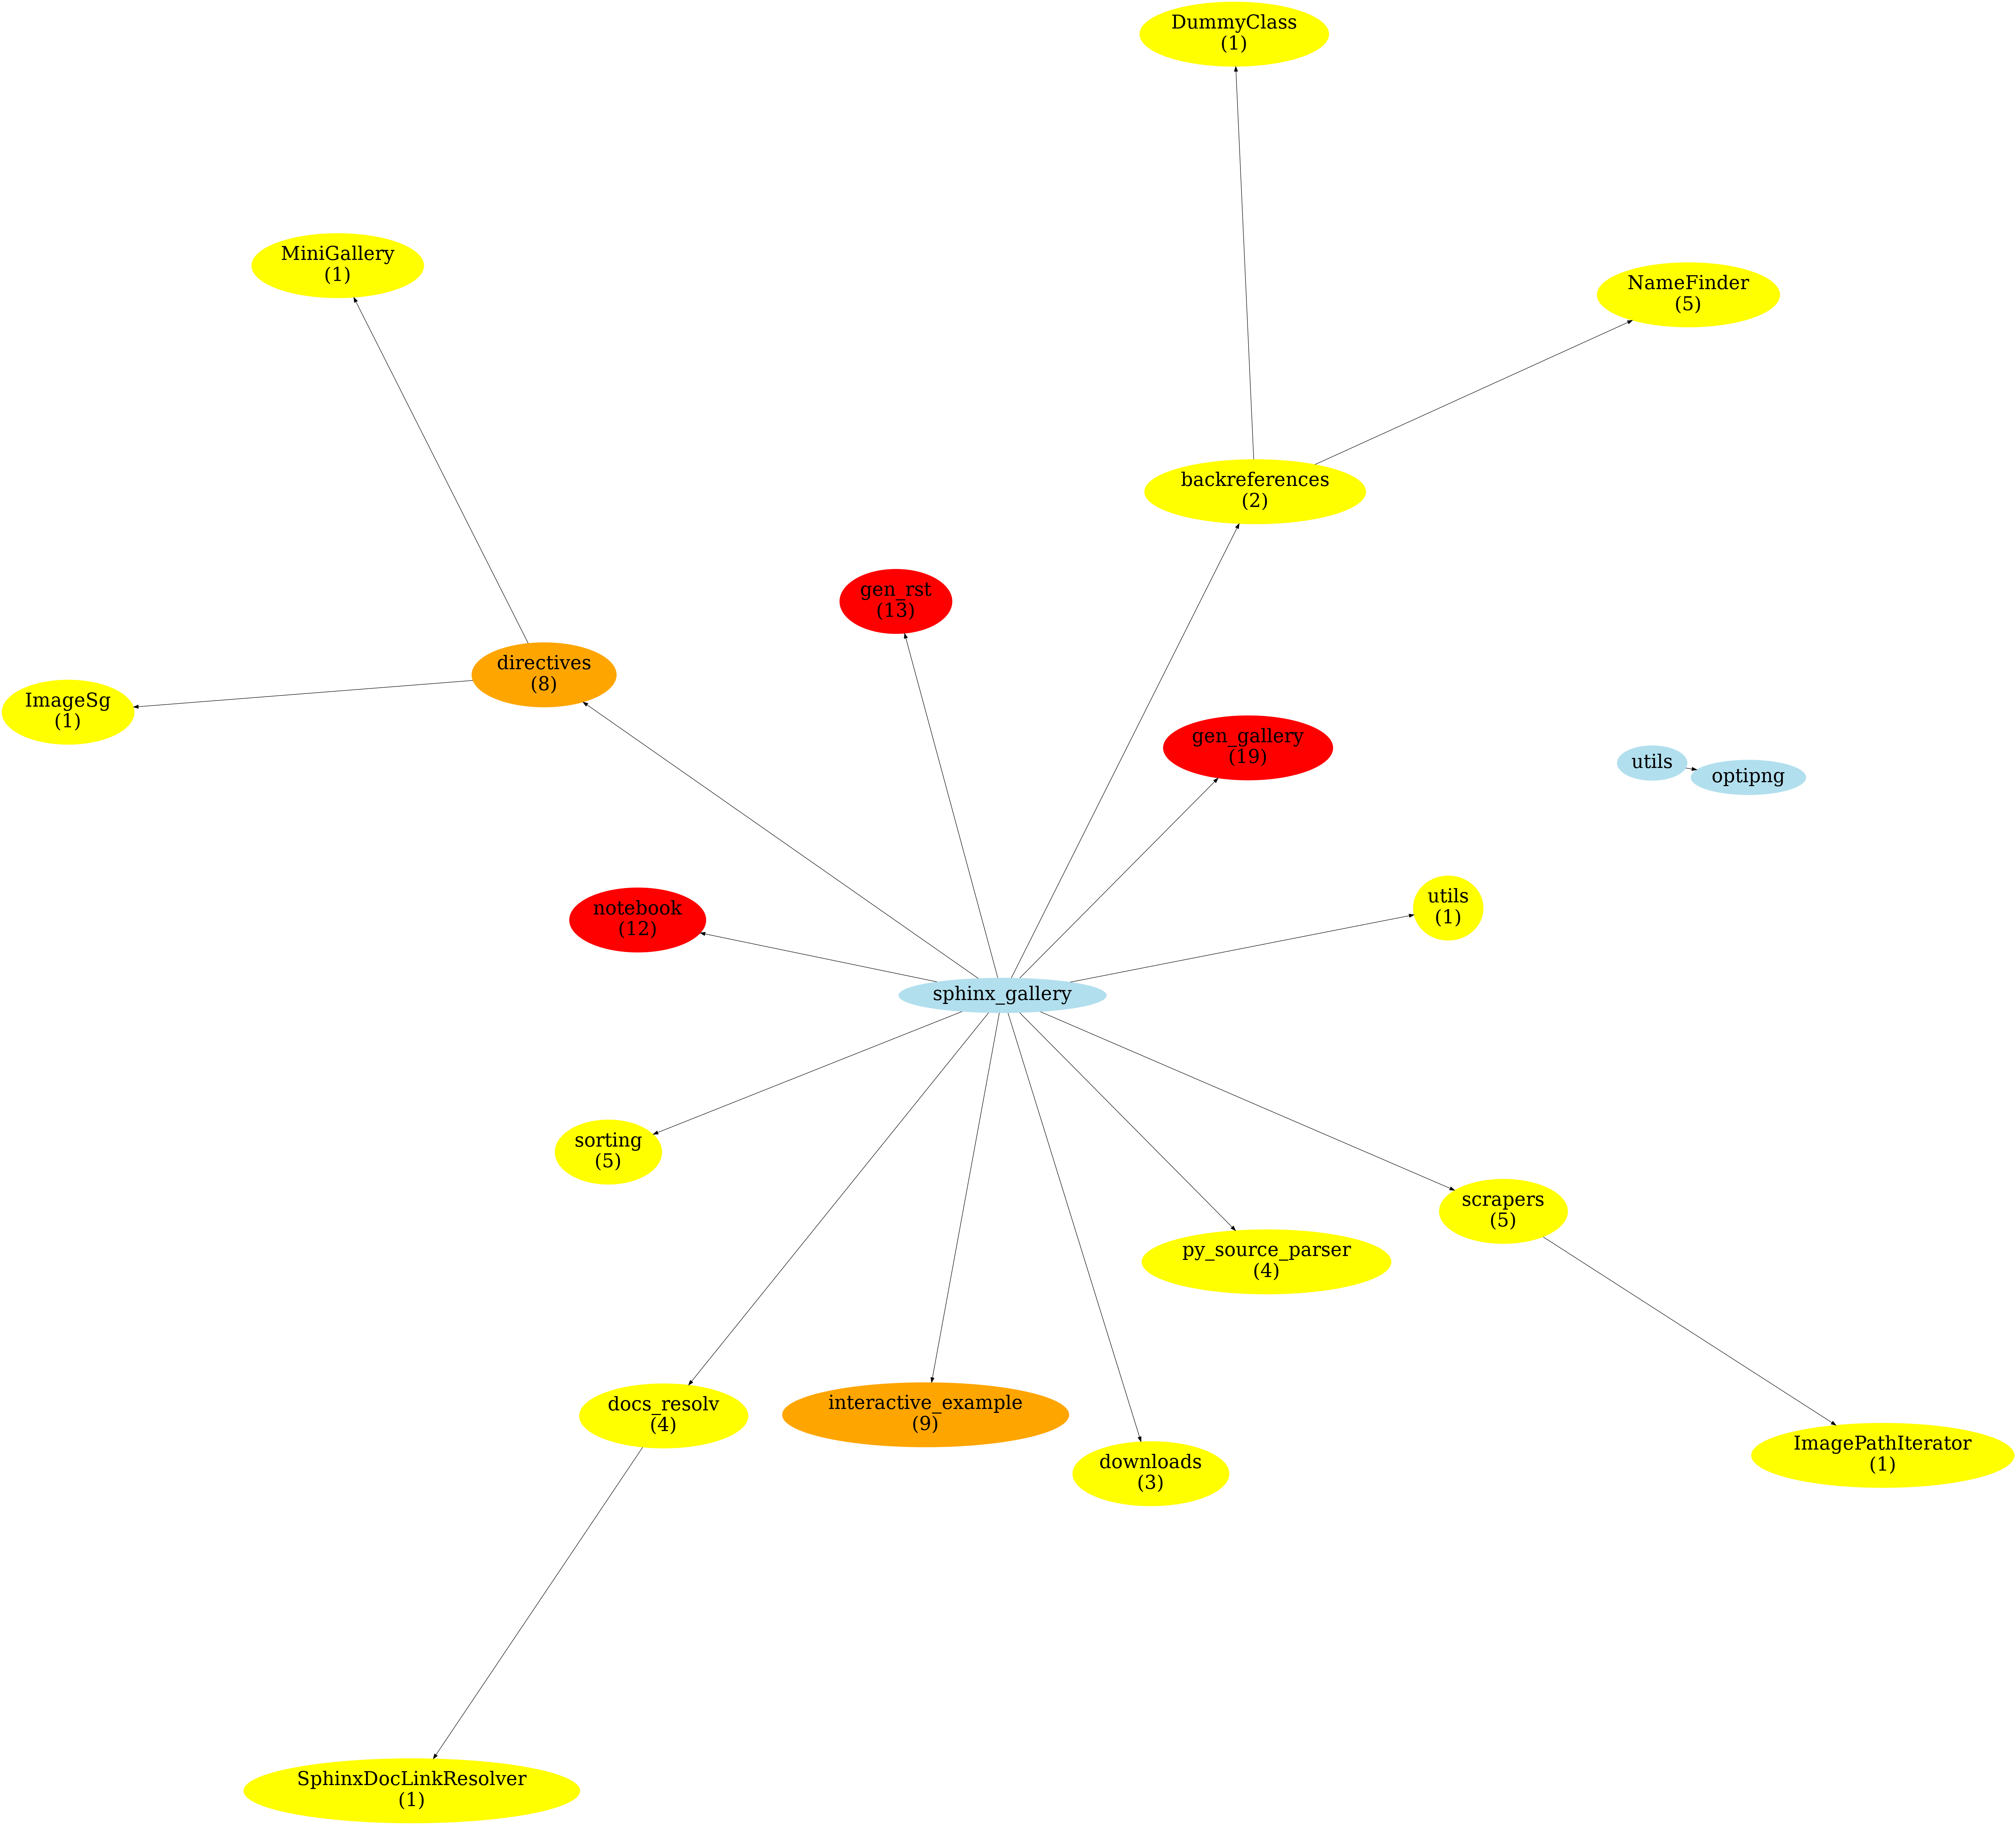 DummyClass
(1)
MiniGallery
(1)
NameFinder
(5)
backreferences
(2)
gen_rst
(13)
directives
(8)
ImageSg
(1)
gen_gallery
(19)
utils
optipng
utils
(1)
notebook
(12)
sphinx_gallery
sorting
(5)
scrapers
(5)
py_source_parser
(4)
docs_resolv
(4)
interactive_example
(9)
downloads
(3)
ImagePathIterator
(1)
SphinxDocLinkResolver
(1)